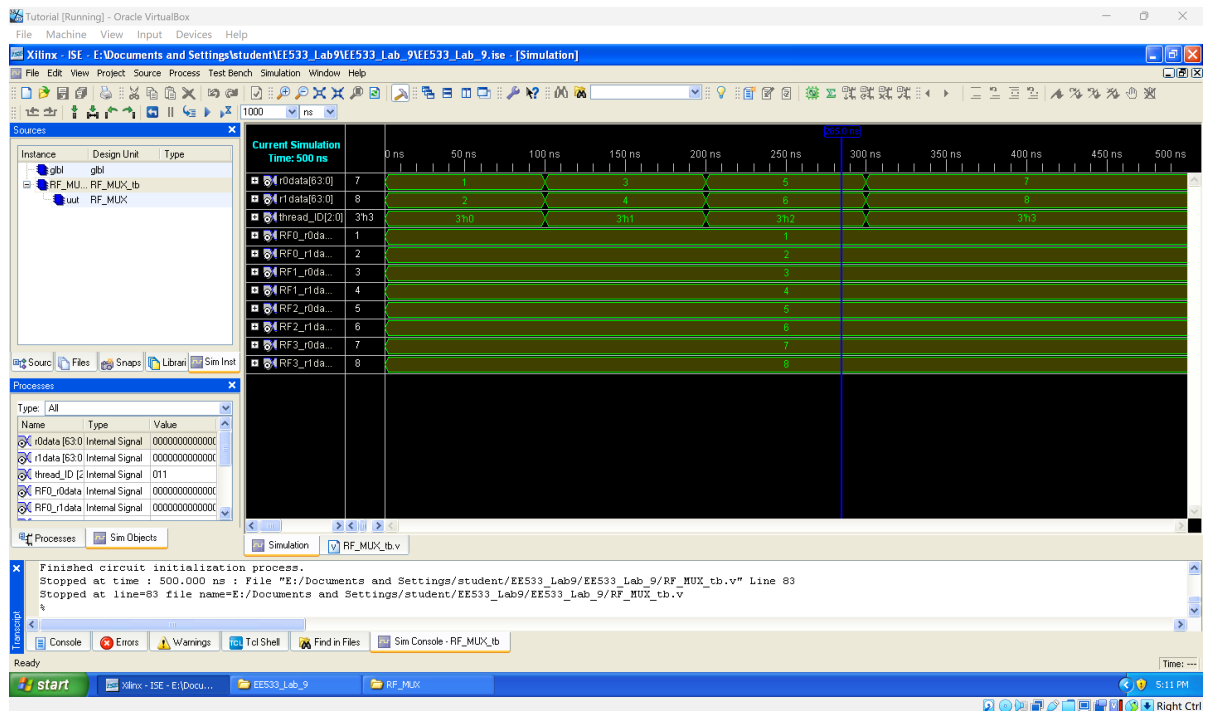 Tutorial [Running] - Oracle VirtualBox
File Machine View Input Devices Help
Xilinx - ISE - E:\Documents and Settings\student\EE533_Lab9\EE533_Lab_9\EE533_Lab_9.ise - [Simulation]
File Edit View Project Source Process Test Bench Simulation Window Help
1000 ns
Sources
Instance Design Unit Type
glbl glbl
RF_MU... RF_MUX_tb
uut RF_MUX
Sourc Files Snaps Librari Sim Inst
Processes
Type: All
Name Type Value
r0data [63:0 Internal Signal 0000000000000
r1data [63:0 Internal Signal 0000000000000
thread_ID [2 Internal Signal 011
RF0_r0data Internal Signal 0000000000000
RF0_r1data Internal Signal 0000000000000
Processes Sim Objects
Current Simulation
Time: 500 ns
285.0 ns
0 ns 50 ns 100 ns 150 ns 200 ns 250 ns 300 ns 350 ns 400 ns 450 ns 500 ns
r0data[63:0] 7 1 3 5 7
r1data[63:0] 8 2 4 6 8
thread_ID[2:0] 3'h3 3'h0 3'h1 3'h2 3'h3
RF0_r0da... 1 1
RF0_r1da... 2 2
RF1_r0da... 3 3
RF1_r1da... 4 4
RF2_r0da... 5 5
RF2_r1da... 6 6
RF3_r0da... 7 7
RF3_r1da... 8 8
Simulation RF_MUX_tb.v
Finished circuit initialization process.
Stopped at time : 500.000 ns : File "E:/Documents and Settings/student/EE533_Lab9/EE533_Lab_9/RF_MUX_tb.v" Line 83
Stopped at line=83 file name=E:/Documents and Settings/student/EE533_Lab9/EE533_Lab_9/RF_MUX_tb.v
%
Transcript
Console Errors Warnings Tcl Shell Find in Files Sim Console - RF_MUX_tb
Ready Time: ---
start Xilinx - ISE - E:\Docu... EE533_Lab_9 RF_MUX 5:11 PM
Right Ctrl